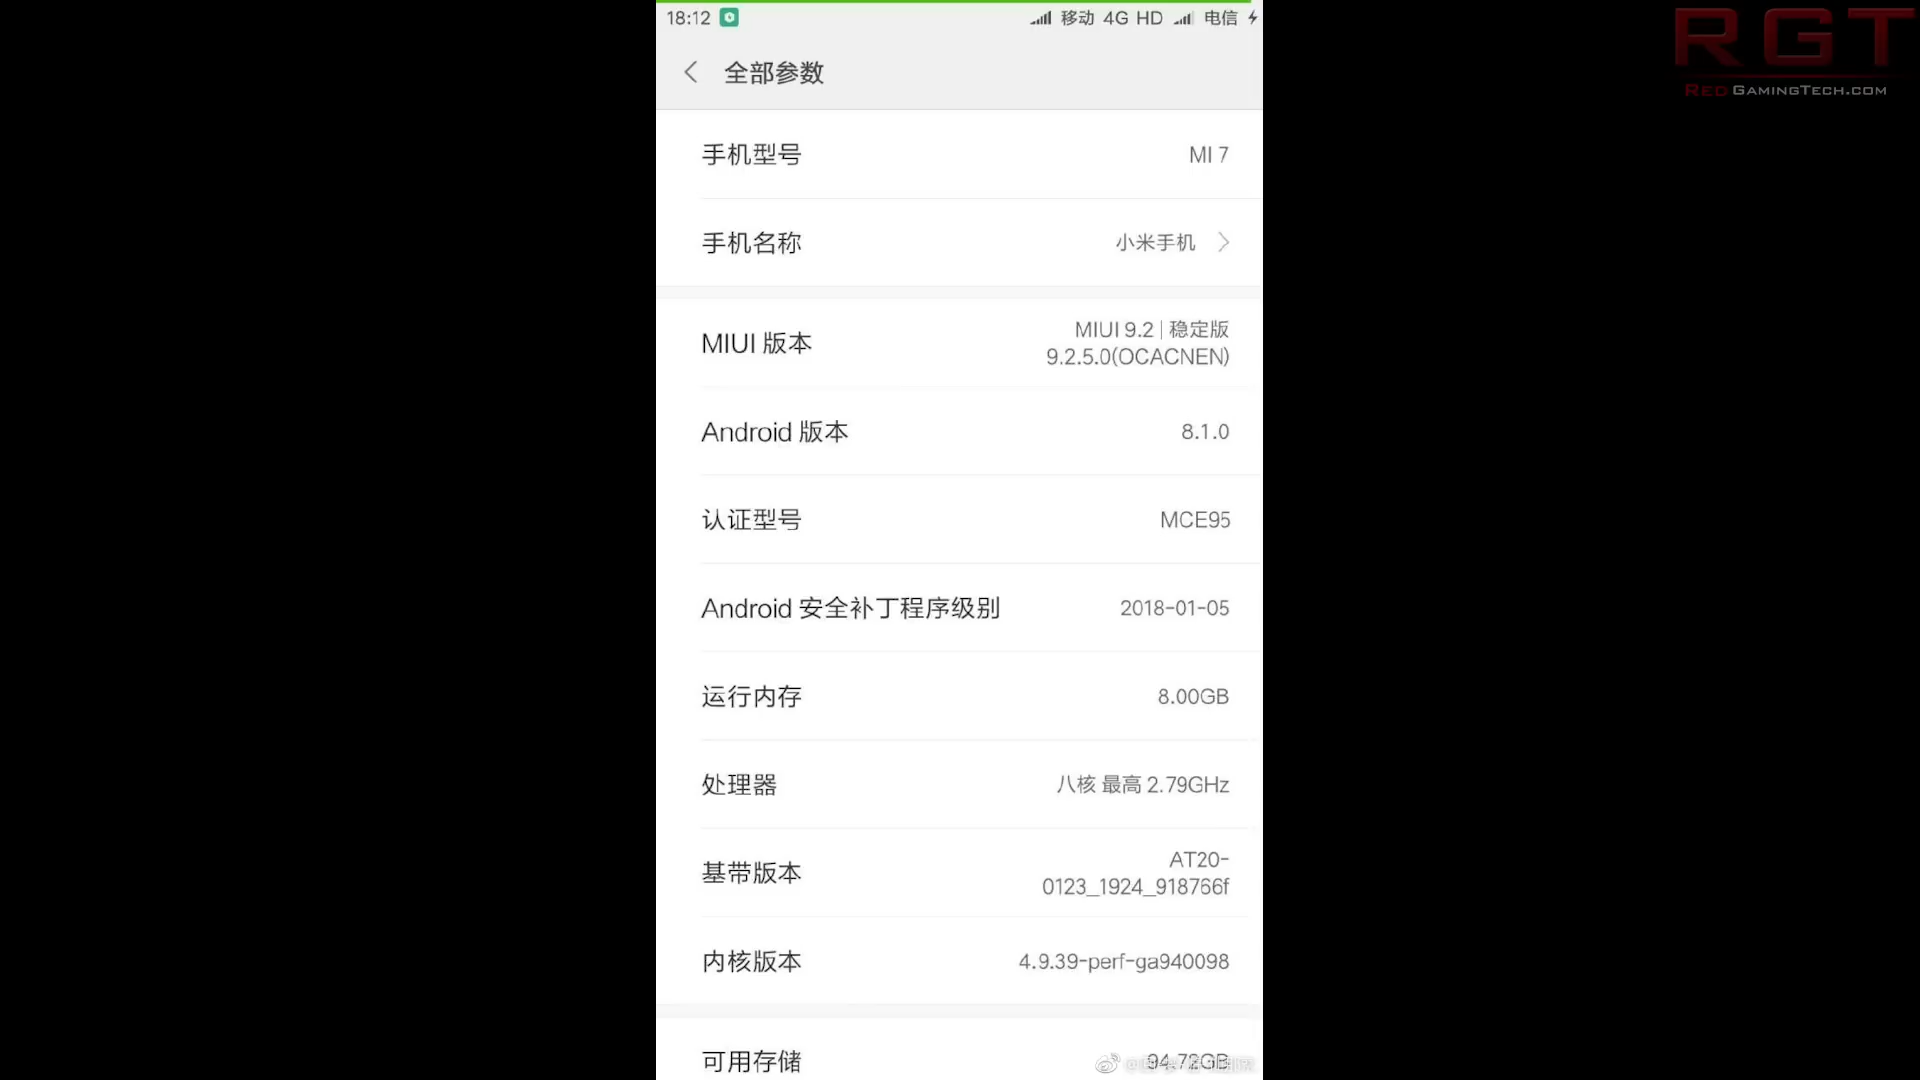 18:12
移动 4G HD 电信
全部参数
手机型号 MI 7
手机名称 小米手机
MIUI 版本 MIUI 9.2 | 稳定版
9.2.5.0(OCACNEN)
Android 版本 8.1.0
认证型号 MCE95
Android 安全补丁程序级别 2018-01-05
运行内存 8.00GB
处理器 八核 最高 2.79GHz
基带版本 AT20-
0123_1924_918766f
内核版本 4.9.39-perf-ga940098
可用存储 94.72GB
RGT
RedGamingTech.com